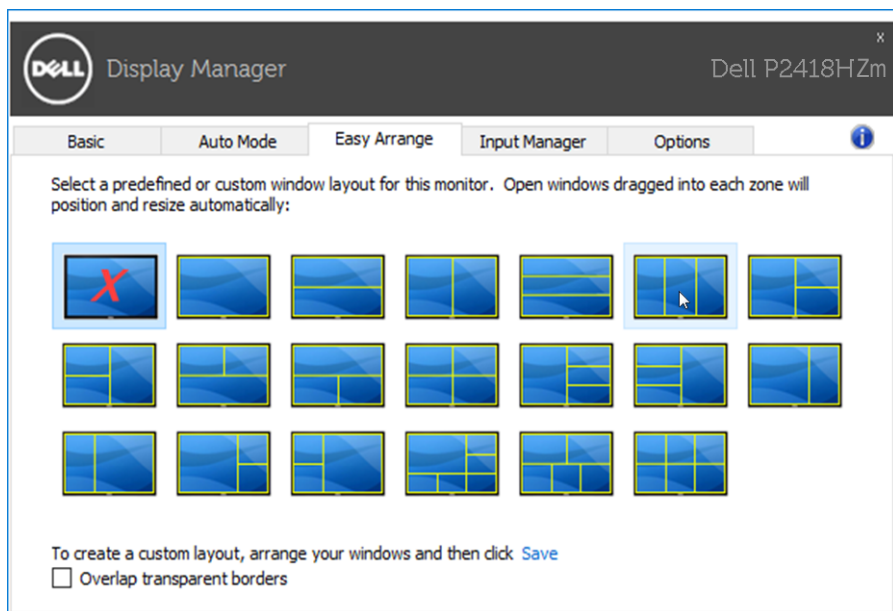 x
DELL Display Manager Dell P2418HZm
Basic Auto Mode Easy Arrange Input Manager Options i
Select a predefined or custom window layout for this monitor. Open windows dragged into each zone will
position and resize automatically:
X
To create a custom layout, arrange your windows and then click Save
Overlap transparent borders